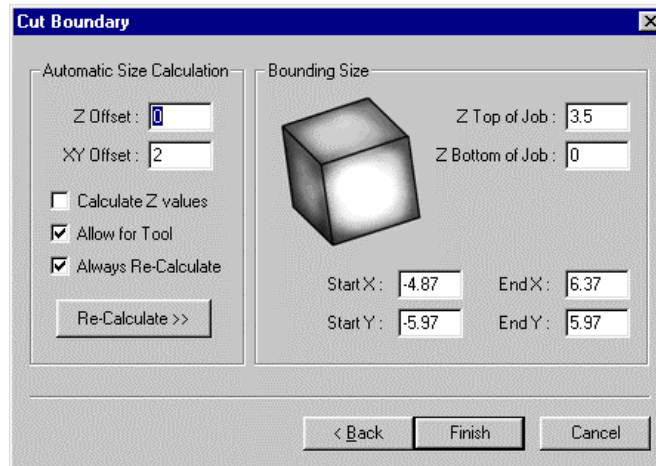 Cut Boundary
Automatic Size Calculation
Z Offset : 0
XY Offset : 2
Calculate Z values
Allow for Tool
Always Re-Calculate
Re-Calculate >>
Bounding Size
Z Top of Job : 3.5
Z Bottom of Job : 0
Start X : -4.87 End X : 6.37
Start Y : -5.97 End Y : 5.97
< Back Finish Cancel